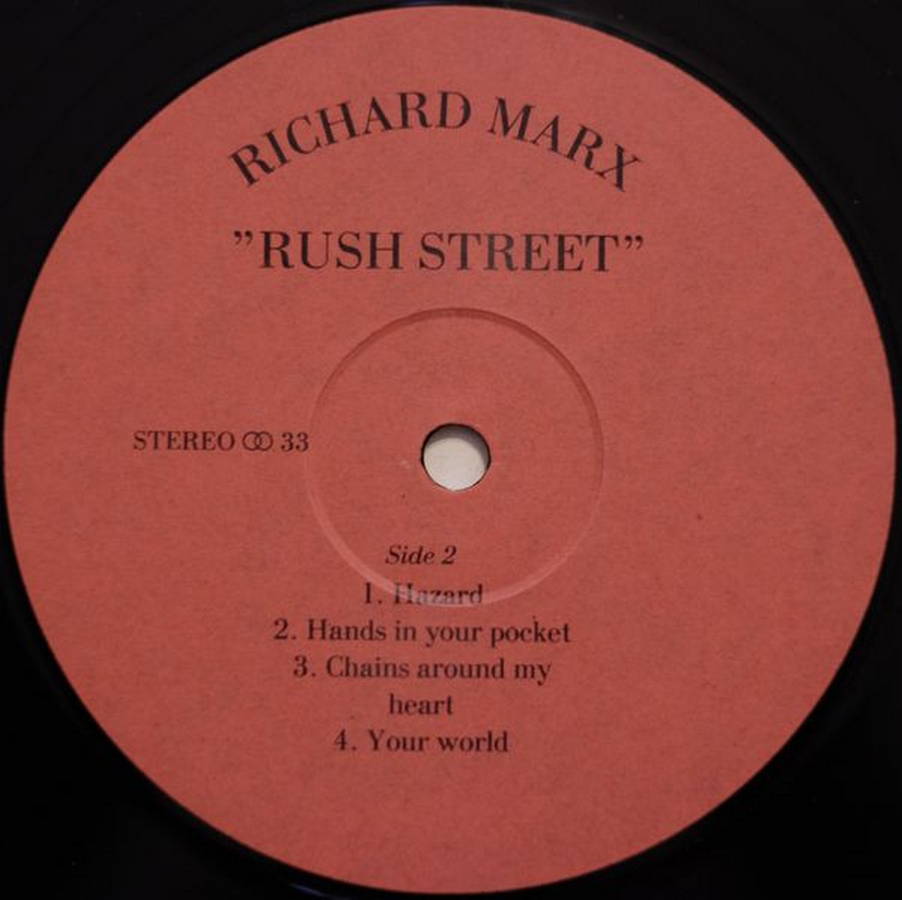 RICHARD MARX
”RUSH STREET”
STEREO ꝏ 33
Side 2
1. Hazard
2. Hands in your pocket
3. Chains around my
heart
4. Your world